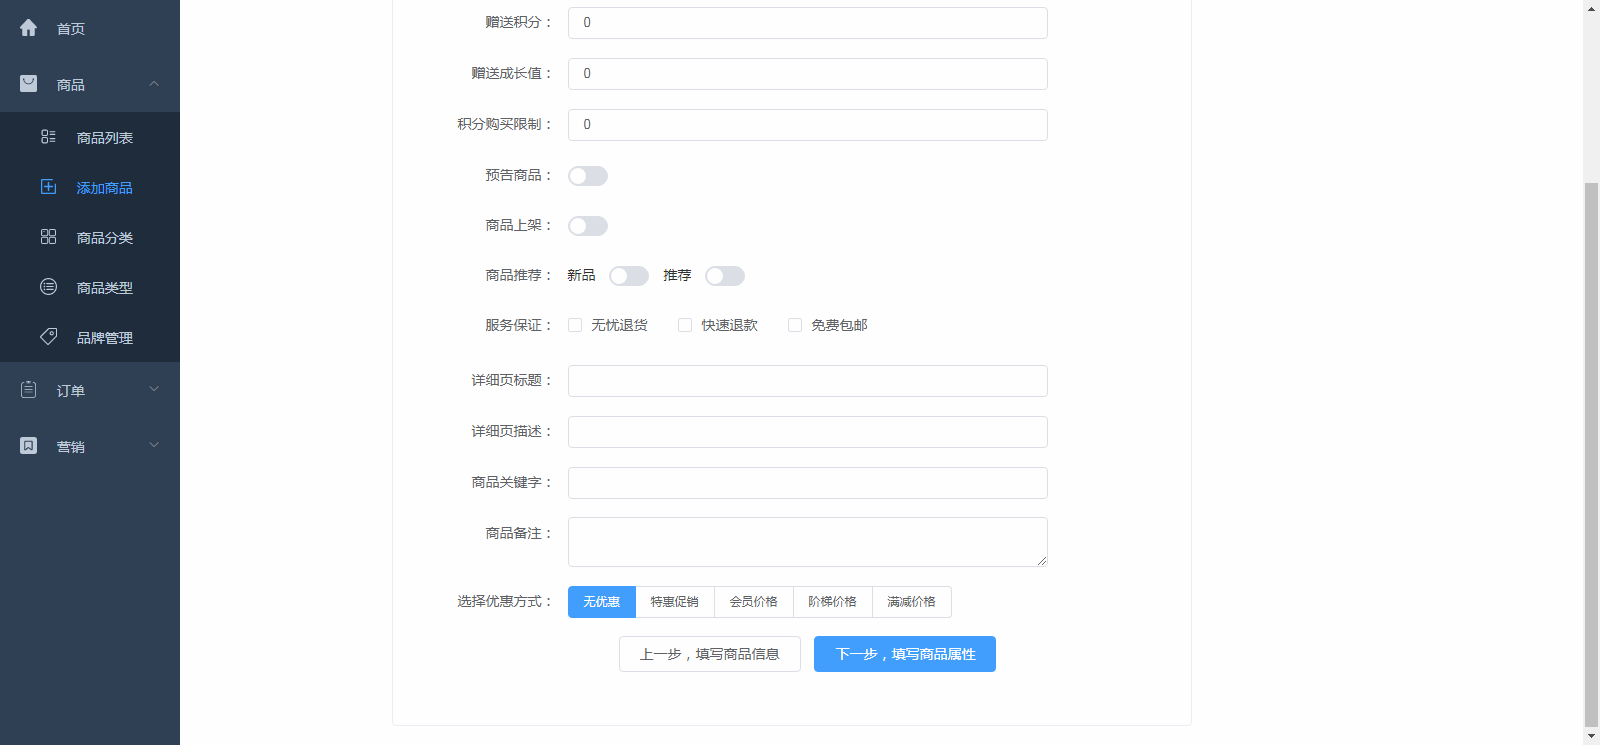 首页
商品
商品列表
添加商品
商品分类
商品类型
品牌管理
订单
营销
赠送积分： 0
赠送成长值： 0
积分购买限制： 0
预告商品：
商品上架：
商品推荐： 新品 推荐
服务保证： 无忧退货 快速退款 免费包邮
详细页标题：
详细页描述：
商品关键字：
商品备注：
选择优惠方式： 无优惠 特惠促销 会员价格 阶梯价格 满减价格
上一步，填写商品信息 下一步，填写商品属性